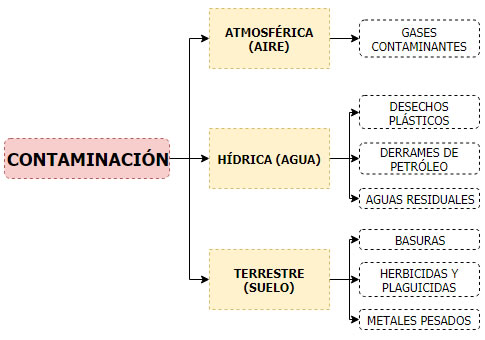 CONTAMINACIÓN
ATMOSFÉRICA
(AIRE)
GASES
CONTAMINANTES
HÍDRICA (AGUA)
DESECHOS
PLÁSTICOS
DERRAMES DE
PETRÓLEO
AGUAS RESIDUALES
TERRESTRE
(SUELO)
BASURAS
HERBICIDAS Y
PLAGUICIDAS
METALES PESADOS